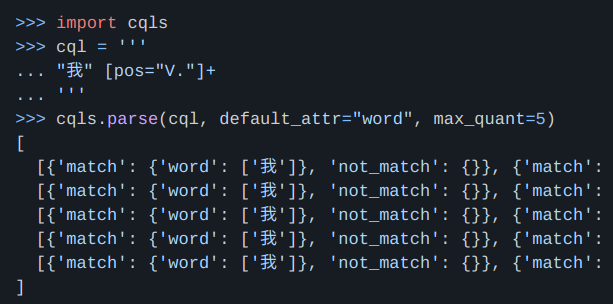 >>> import cqls
>>> cql = '''
... "我" [pos="V."]+
... '''
>>> cqls.parse(cql, default_attr="word", max_quant=5)
[
  [{'match': {'word': ['我']}, 'not_match': {}}, {'match':
  [{'match': {'word': ['我']}, 'not_match': {}}, {'match':
  [{'match': {'word': ['我']}, 'not_match': {}}, {'match':
  [{'match': {'word': ['我']}, 'not_match': {}}, {'match':
  [{'match': {'word': ['我']}, 'not_match': {}}, {'match':
]